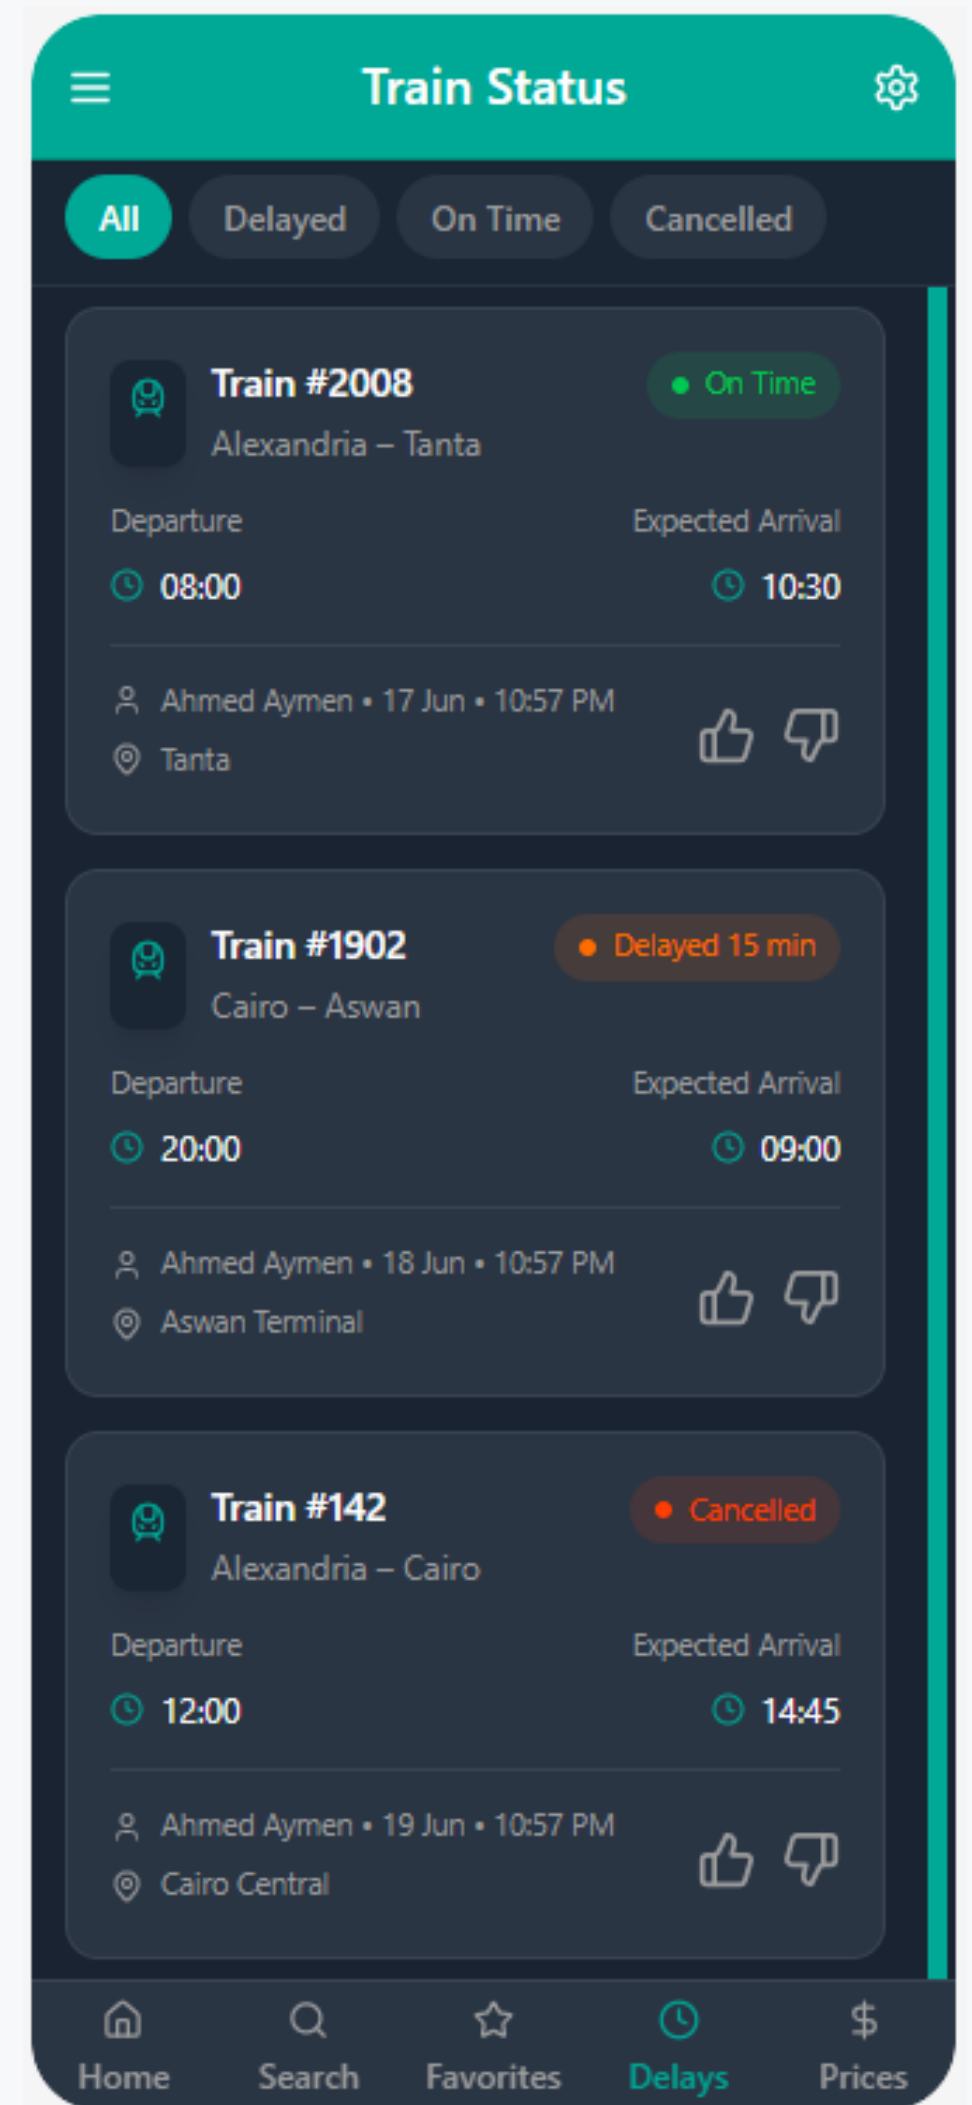 Train Status
All Delayed On Time Cancelled
Train #2008 On Time
Alexandria – Tanta
Departure Expected Arrival
08:00 10:30
Ahmed Aymen • 17 Jun • 10:57 PM
Tanta
Train #1902 Delayed 15 min
Cairo – Aswan
Departure Expected Arrival
20:00 09:00
Ahmed Aymen • 18 Jun • 10:57 PM
Aswan Terminal
Train #142 Cancelled
Alexandria – Cairo
Departure Expected Arrival
12:00 14:45
Ahmed Aymen • 19 Jun • 10:57 PM
Cairo Central
Home Search Favorites Delays Prices